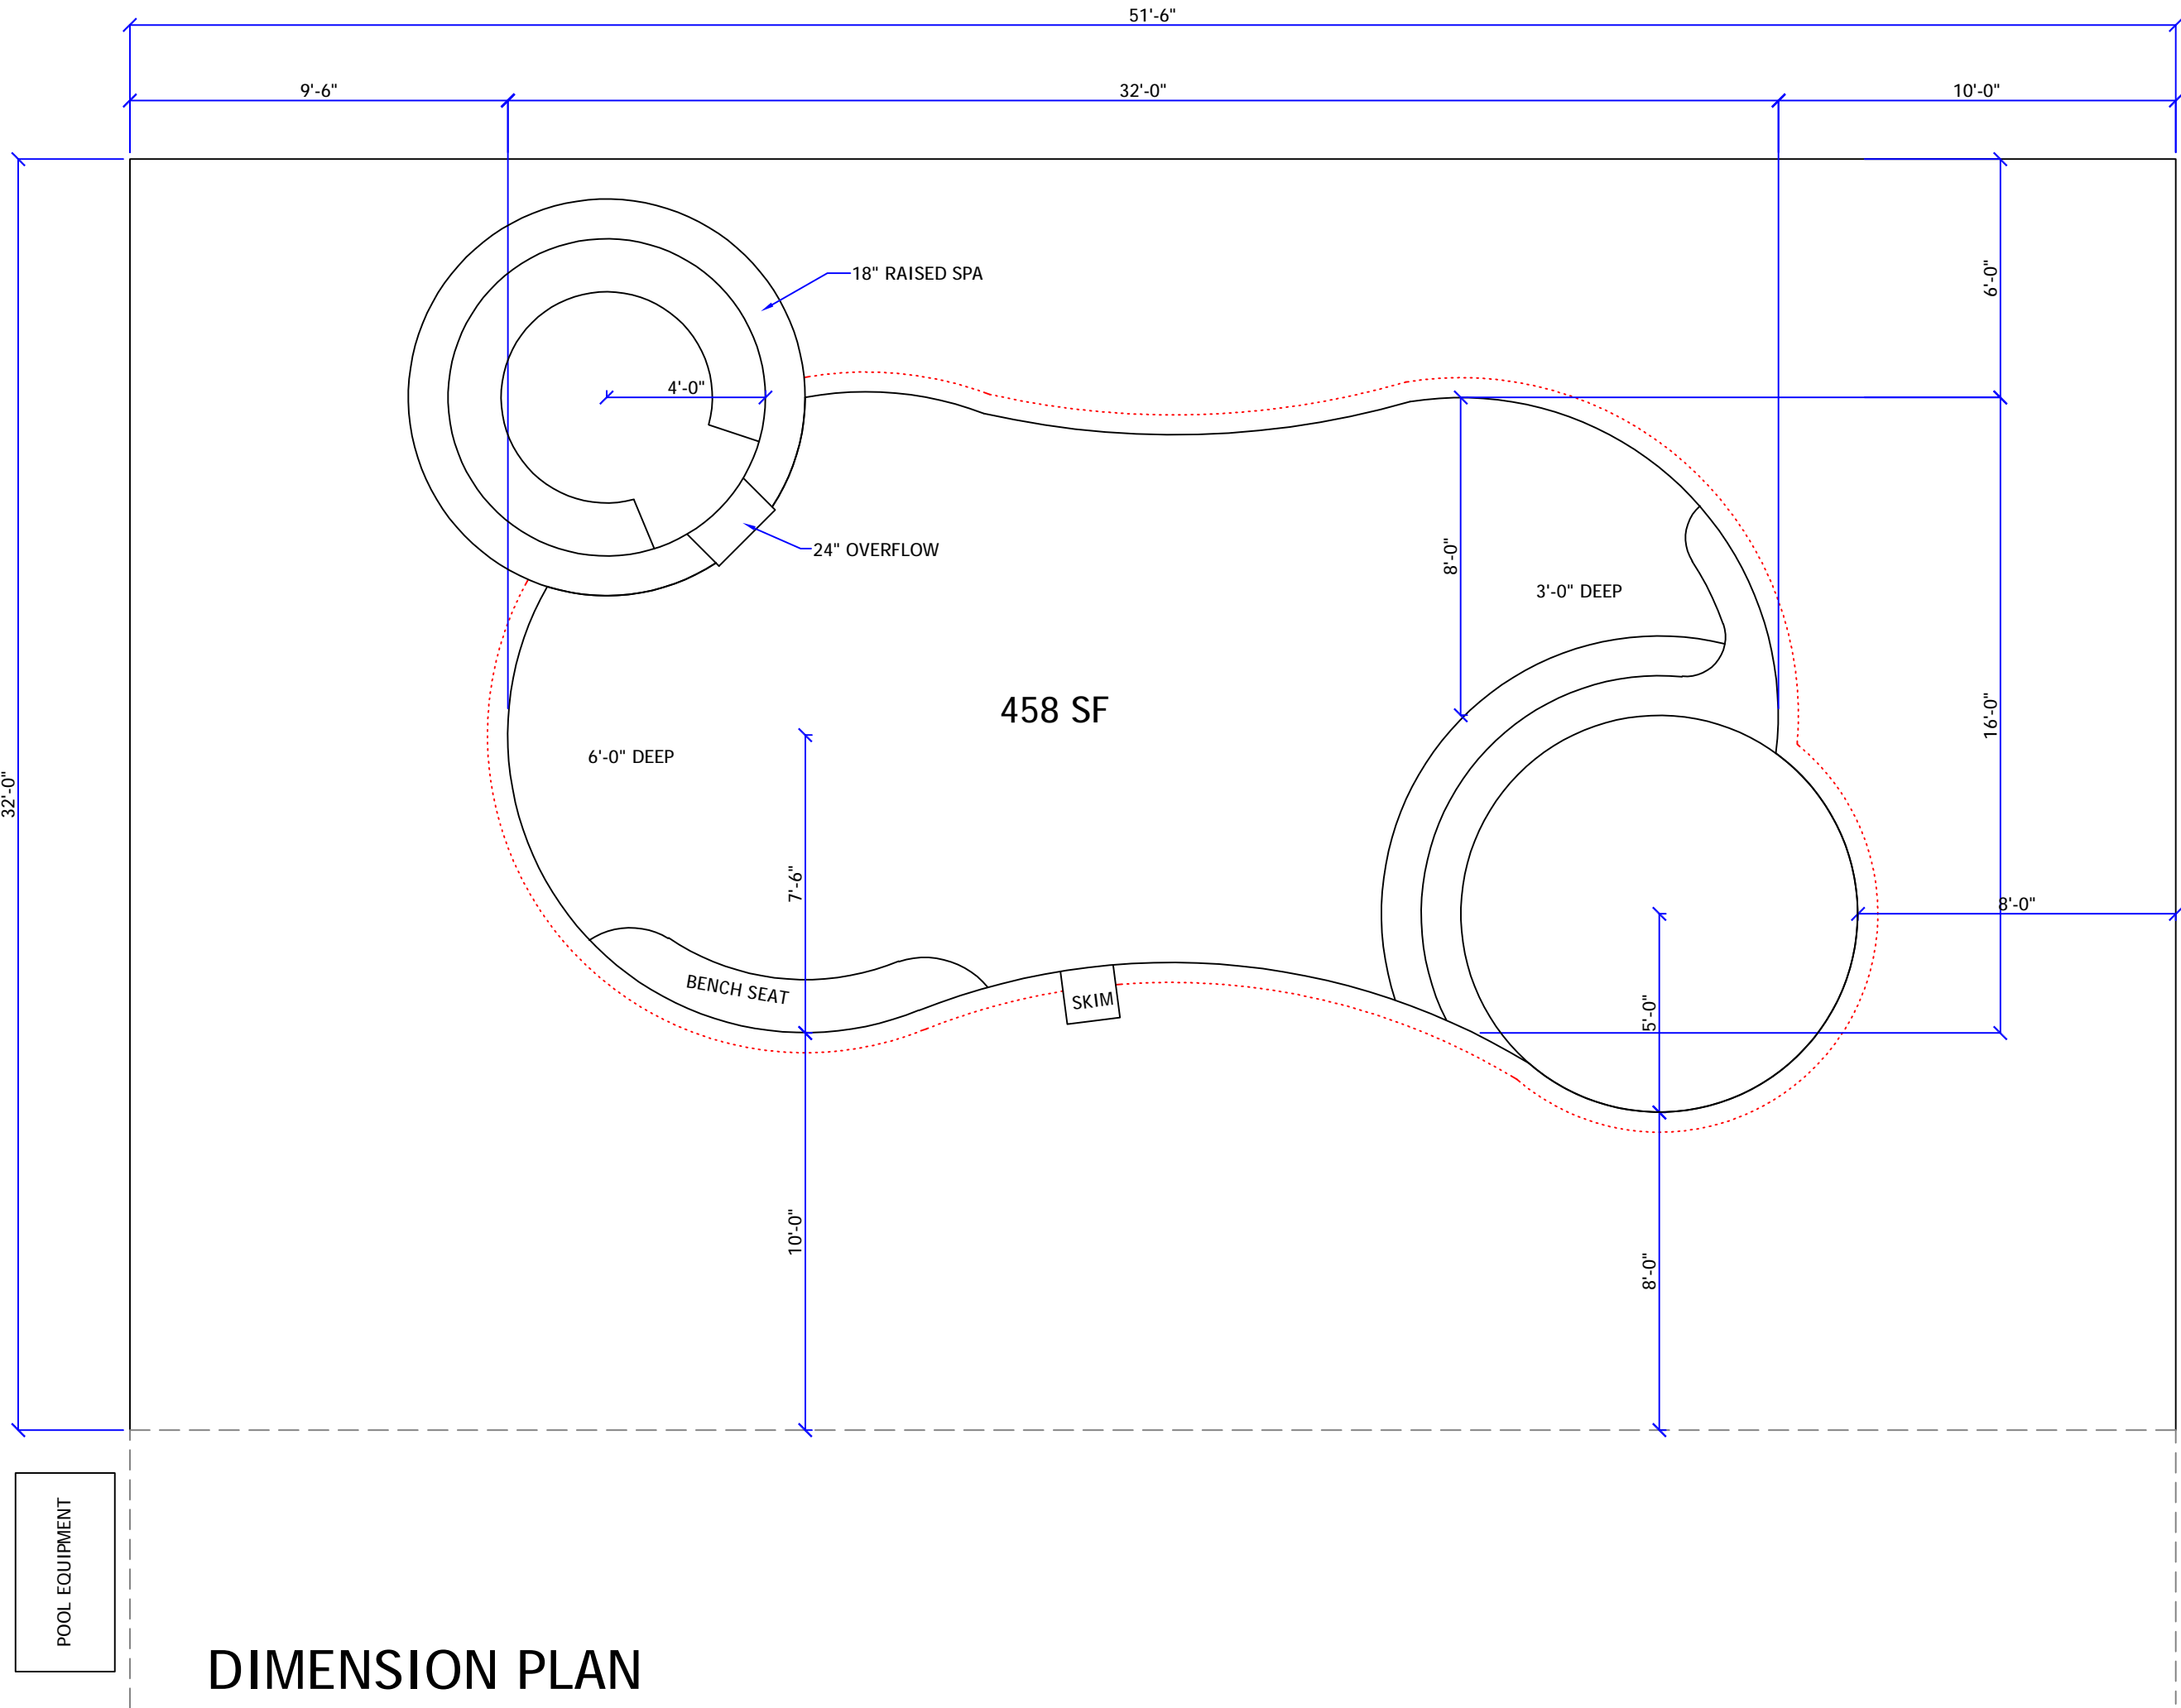 51'-6"
9'-6"
32'-0"
10'-0"
18" RAISED SPA
6'-0"
4'-0"
24" OVERFLOW
8'-0"
3'-0" DEEP
458 SF
16'-0"
6'-0" DEEP
32'-0"
7'-6"
8'-0"
BENCH SEAT
SKIM
5'-0"
10'-0"
8'-0"
POOL EQUIPMENT
DIMENSION PLAN